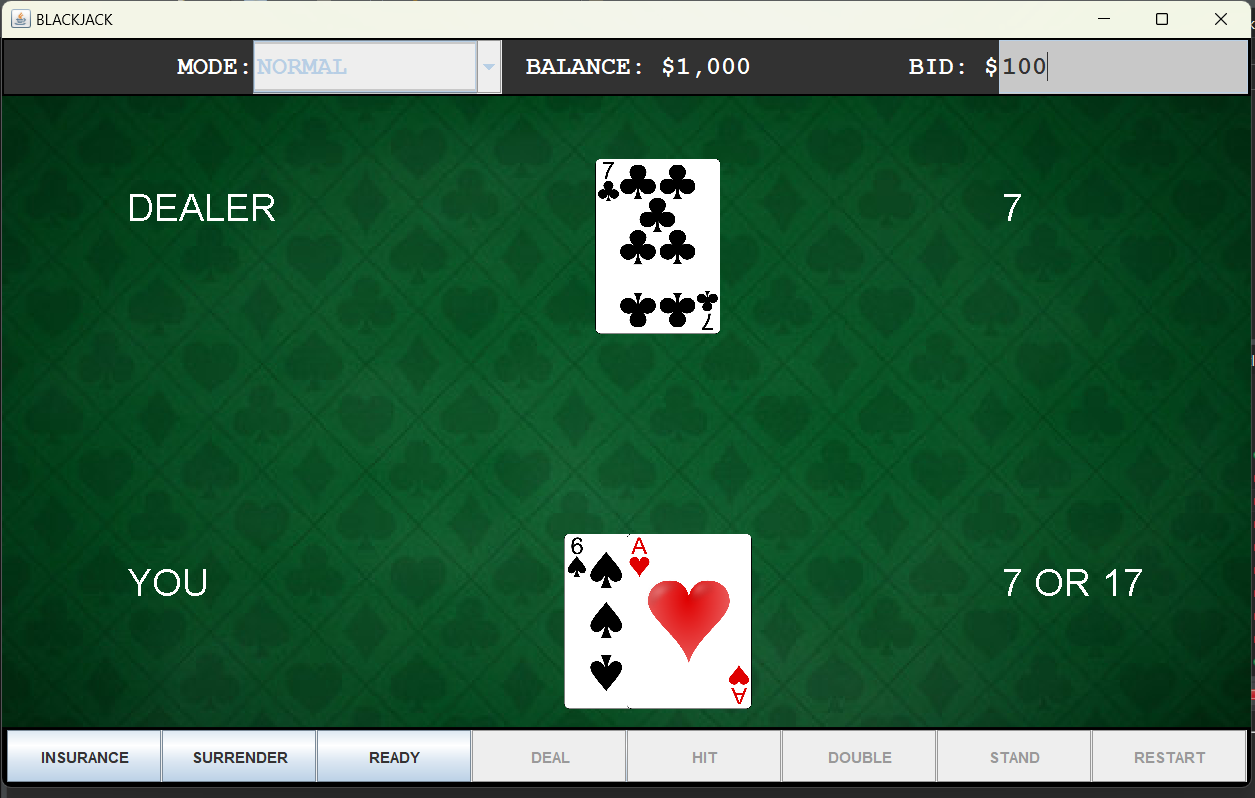 BLACKJACK
MODE: NORMAL BALANCE: $1,000 BID: $100
7
DEALER 7
7
6 A
YOU 7 OR 17
A
INSURANCE SURRENDER READY DEAL HIT DOUBLE STAND RESTART